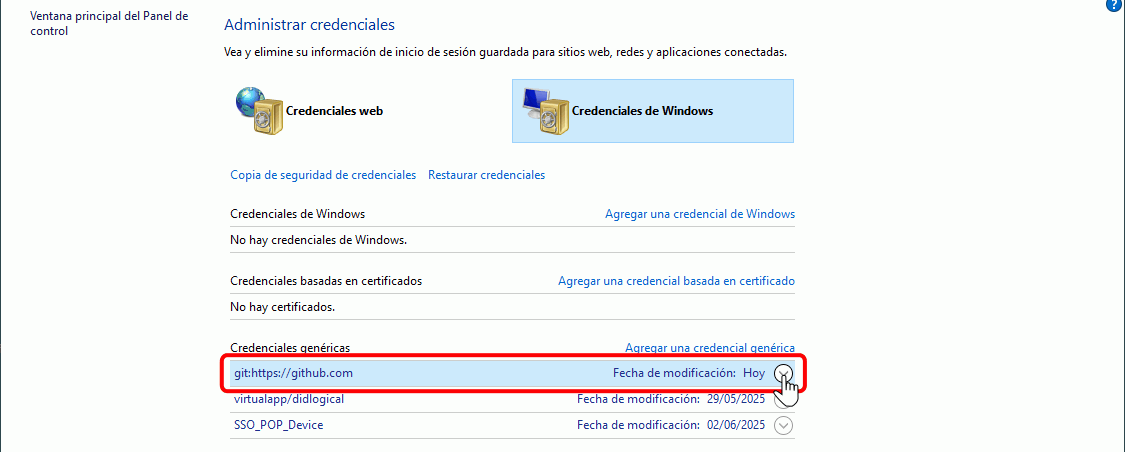 Ventana principal del Panel de
control
?
Administrar credenciales
Vea y elimine su información de inicio de sesión guardada para sitios web, redes y aplicaciones conectadas.
Credenciales web
Credenciales de Windows
Copia de seguridad de credenciales Restaurar credenciales
Credenciales de Windows Agregar una credencial de Windows
No hay credenciales de Windows.
Credenciales basadas en certificados Agregar una credencial basada en certificado
No hay certificados.
Credenciales genéricas Agregar una credencial genérica
git:https://github.com Fecha de modificación: Hoy
virtualapp/didlogical Fecha de modificación: 29/05/2025
SSO_POP_Device Fecha de modificación: 02/06/2025